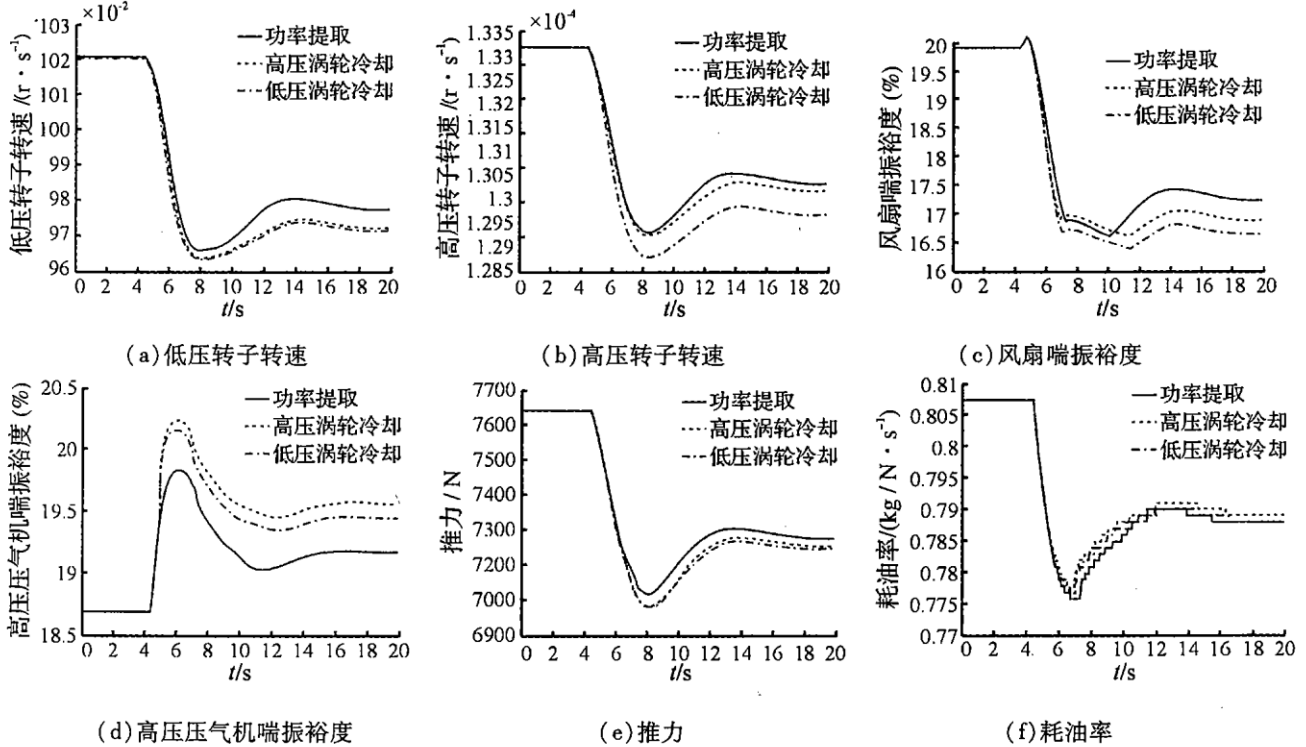 ×10⁻²
低压转子转速/(r·s⁻¹)
103
102
101
100
99
98
97
96
功率提取
高压涡轮冷却
低压涡轮冷却
0 2 4 6 8 10 12 14 16 18 20
t/s
(a)低压转子转速
×10⁻⁴
高压转子转速/(r·s⁻¹)
1.335
1.33
1.325
1.32
1.315
1.31
1.305
1.3
1.295
1.29
1.285
功率提取
高压涡轮冷却
低压涡轮冷却
0 2 4 6 8 10 12 14 16 18 20
t/s
(b)高压转子转速
风扇喘振裕度(%)
20
19.5
19
18.5
18
17.5
17
16.5
16
功率提取
高压涡轮冷却
低压涡轮冷却
0 2 4 6 8 10 12 14 16 18 20
t/s
(c)风扇喘振裕度
高压压气机喘振裕度(%)
20.5
20
19.5
19
18.5
功率提取
高压涡轮冷却
低压涡轮冷却
0 2 4 6 8 10 12 14 16 18 20
t/s
(d)高压压气机喘振裕度
推力/N
7700
7600
7500
7400
7300
7200
7100
7000
6900
功率提取
高压涡轮冷却
低压涡轮冷却
0 2 4 6 8 10 12 14 16 18 20
t/s
(e)推力
耗油率/(kg/N·s⁻¹)
0.81
0.805
0.8
0.795
0.79
0.785
0.78
0.775
0.77
功率提取
高压涡轮冷却
低压涡轮冷却
0 2 4 6 8 10 12 14 16 18 20
t/s
(f)耗油率